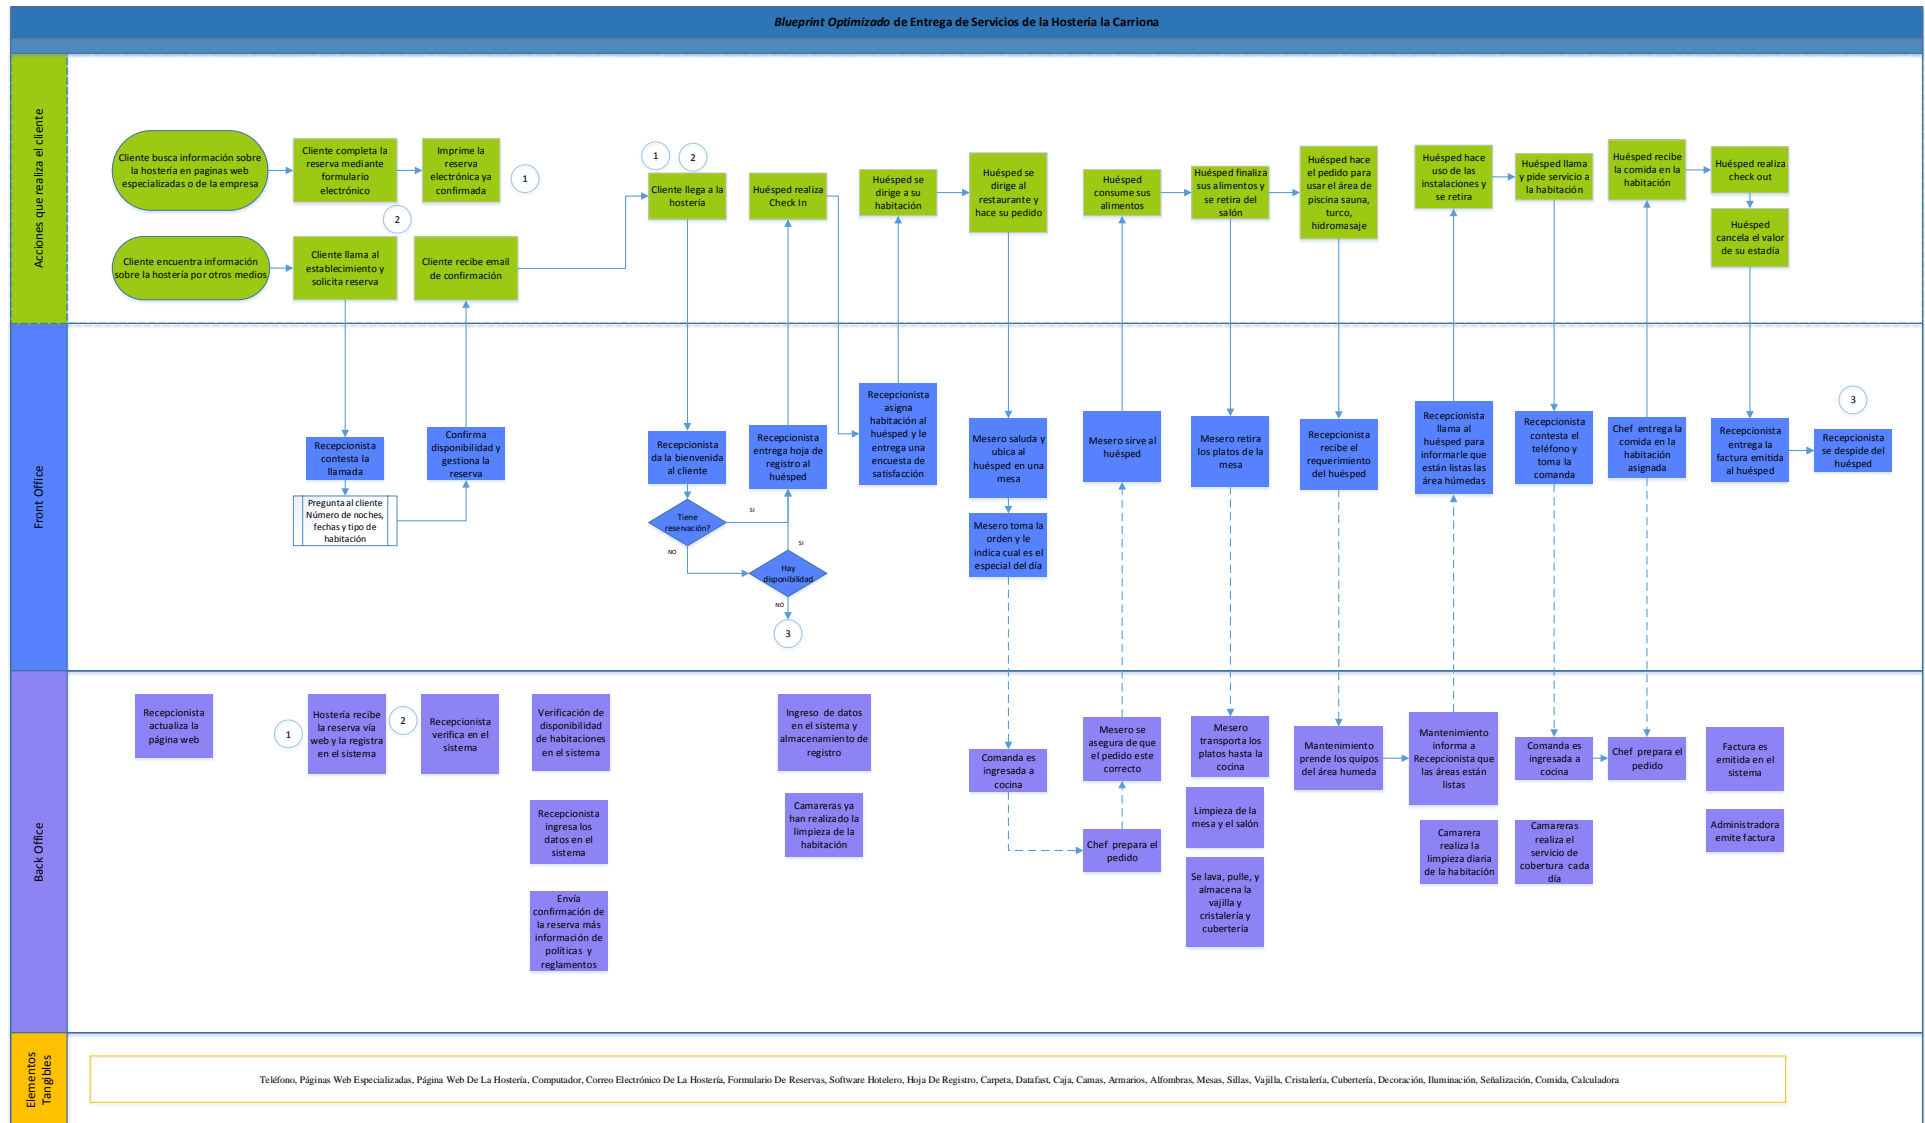 Blueprint Optimizado de Entrega de Servicios de la Hostería la Carriona
Acciones que realiza el cliente
Cliente busca información sobre
la hostería en paginas web
especializadas o de la empresa
Cliente completa la
reserva mediante
formulario
electrónico
Imprime la
reserva
electrónica ya
confirmada
1
2
Cliente encuentra información
sobre la hostería por otros medios
Cliente llama al
establecimiento y
solicita reserva
Cliente recibe email
de confirmación
1
2
Cliente llega a la
hostería
Huésped realiza
Check In
Huésped se
dirige a su
habitación
Huésped se
dirige al
restaurante y
hace su pedido
Huésped
consume sus
alimentos
Huésped finaliza
sus alimentos y
se retira del
salón
Huésped hace
el pedido para
usar el área de
piscina sauna,
turco,
hidromasaje
Huésped hace
uso de las
instalaciones y
se retira
Huésped llama
y pide servicio a
la habitación
Huésped recibe
la comida en la
habitación
Huésped realiza
check out
Huésped
cancela el valor
de su estadía
Front Office
Recepcionista
contesta la
llamada
Pregunta al cliente
Número de noches,
fechas y tipo de
habitación
Confirma
disponibilidad y
gestiona la
reserva
Recepcionista
da la bienvenida
al cliente
Tiene
reservación?
SI
NO
Recepcionista
entrega hoja de
registro al
huésped
SI
Hay
disponibilidad
NO
3
Recepcionista
asigna
habitación al
huésped y le
entrega una
encuesta de
satisfacción
Mesero saluda y
ubica al
huésped en una
mesa
Mesero toma la
orden y le
indica cual es el
especial del día
Mesero sirve al
huésped
Mesero retira
los platos de la
mesa
Recepcionista
recibe el
requerimiento
del huésped
Recepcionista
llama al
huésped para
informarle que
están listas las
área húmedas
Recepcionista
contesta el
teléfono y
toma la
comanda
Chef entrega la
comida en la
habitación
asignada
Recepcionista
entrega la
factura emitida
al huésped
3
Recepcionista
se despide del
huésped
Back Office
Recepcionista
actualiza la
página web
1
Hostería recibe
la reserva vía
web y la registra
en el sistema
2
Recepcionista
verifica en el
sistema
Verificación de
disponibilidad
de habitaciones
en el sistema
Recepcionista
ingresa los
datos en el
sistema
Envía
confirmación de
la reserva más
información de
políticas y
reglamentos
Ingreso de datos
en el sistema y
almacenamiento de
registro
Camareras ya
han realizado la
limpieza de la
habitación
Comanda es
ingresada a
cocina
Mesero se
asegura de que
el pedido este
correcto
Chef prepara el
pedido
Mesero
transporta los
platos hasta la
cocina
Limpieza de la
mesa y el salón
Se lava, pulle, y
almacena la
vajilla y
cristalería y
cubertería
Mantenimiento
prende los quipos
del área humeda
Mantenimiento
informa a
Recepcionista que
las áreas están
listas
Camarera
realiza la
limpieza diaria
de la habitación
Comanda es
ingresada a
cocina
Camareras
realiza el
servicio de
cobertura cada
día
Chef prepara el
pedido
Factura es
emitida en el
sistema
Administradora
emite factura
Elementos
Tangibles
Teléfono, Páginas Web Especializadas, Página Web De La Hostería, Computador, Correo Electrónico De La Hostería, Formulario De Reservas, Software Hotelero, Hoja De Registro, Carpeta, Datafast, Caja, Camas, Armarios, Alfombras, Mesas, Sillas, Vajilla, Cristalería, Cubertería, Decoración, Iluminación, Señalización, Comida, Calculadora